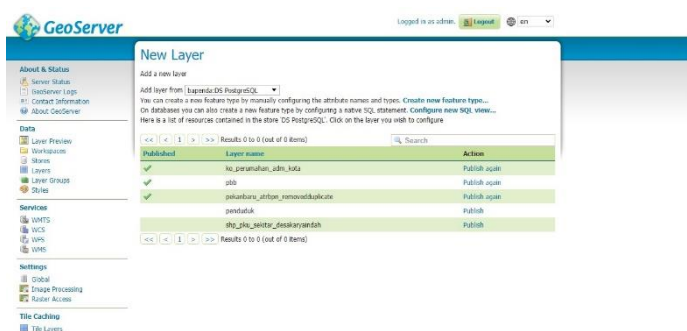 GeoServer
Logged in as admin. Logout en
About & Status
Server Status
GeoServer Logs
Contact Information
About GeoServer
Data
Layer Preview
Workspaces
Stores
Layers
Layer Groups
Styles
Services
WMTS
WCS
WFS
WMS
Settings
Global
Image Processing
Raster Access
Tile Caching
Tile Layers
New Layer
Add a new layer
Add layer from bapenda:DS PostgreSQL
You can create a new feature type by manually configuring the attribute names and types. Create new feature type...
On databases you can also create a new feature type by configuring a native SQL statement. Configure new SQL view...
Here is a list of resources contained in the store 'DS PostgreSQL'. Click on the layer you wish to configure
<< < 1 > >> Results 0 to 0 (out of 0 items) Search
Published Layer name Action
ko_perumahan_adm_kota Publish again
pbb Publish again
pekanbaru_atrbpn_removedduplicate Publish again
penduduk Publish
shp_pku_sekitar_desakaryaindah Publish
<< < 1 > >> Results 0 to 0 (out of 0 items)